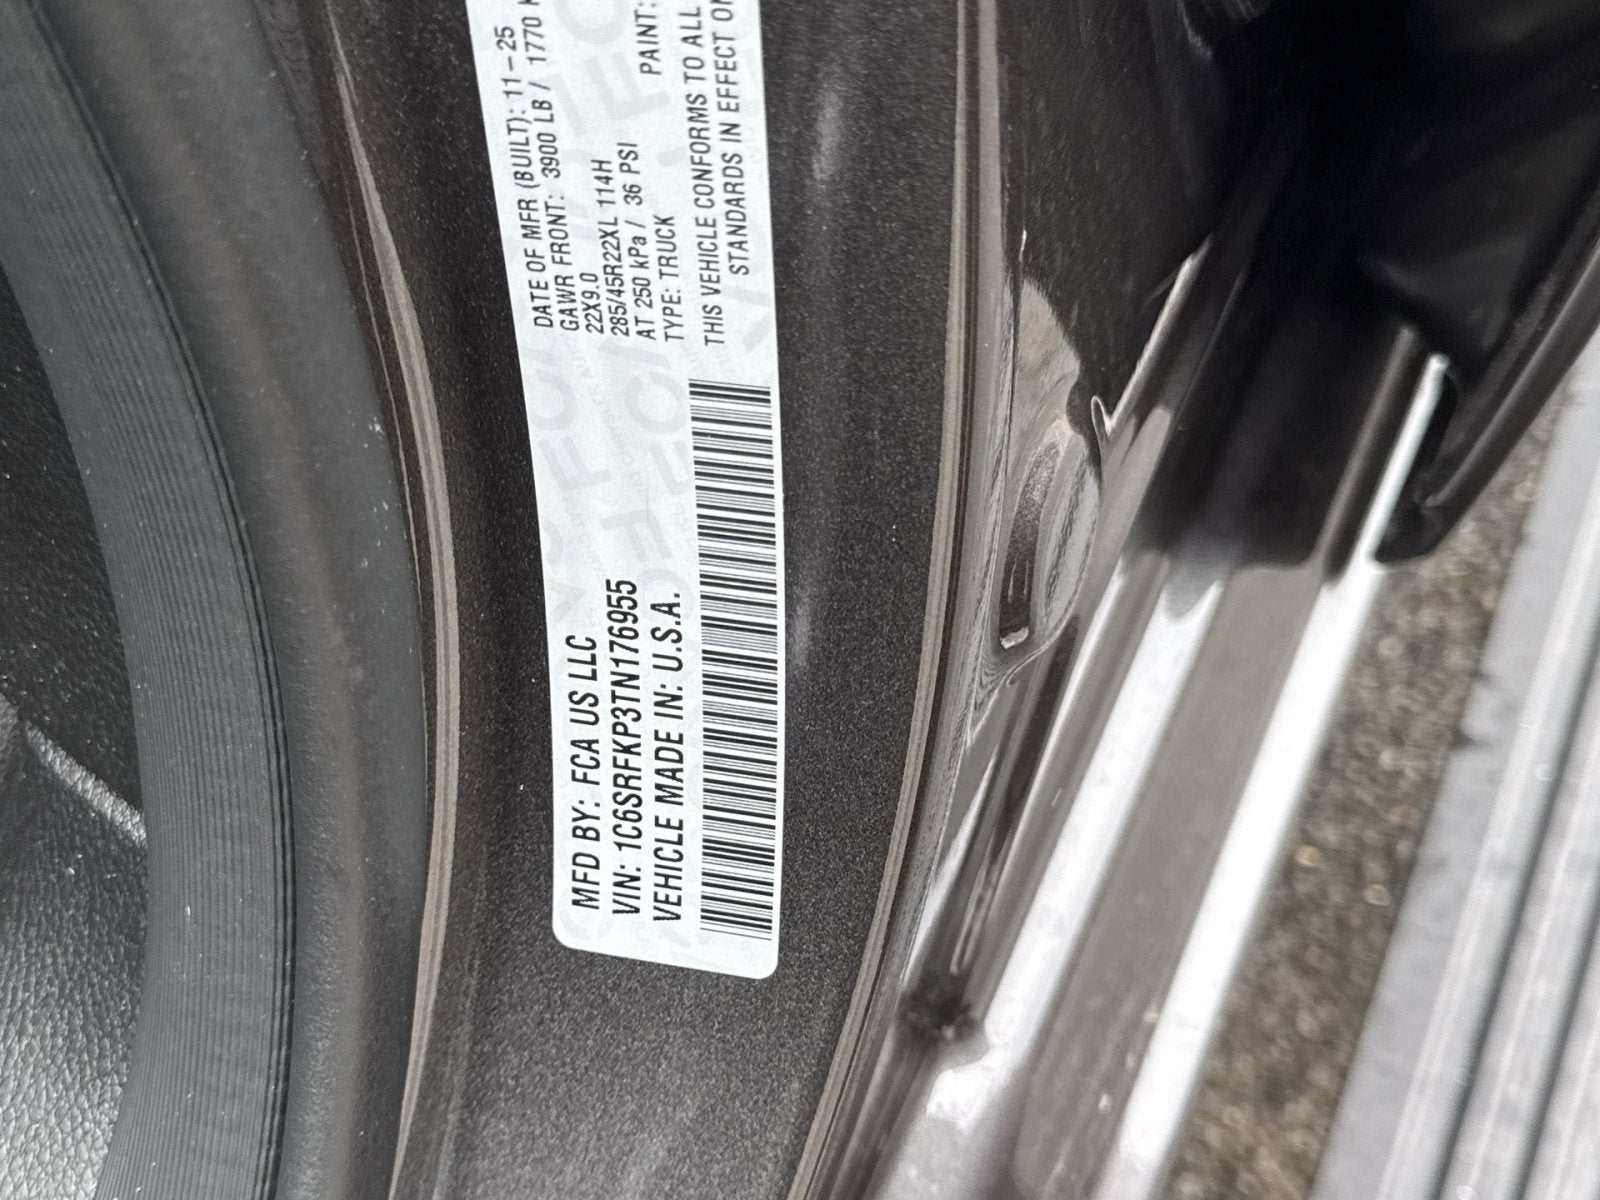 MFD BY: FCA US LLC
VIN: 1C6SRFKP3TN176955
VEHICLE MADE IN: U.S.A.
DATE OF MFR (BUILT): 11-25
GAWR FRONT: 3900 LB / 1770 K
22X9.0
285/45R22XL 114H
AT 250 kPa / 36 PSI PAINT:
TYPE: TRUCK
THIS VEHICLE CONFORMS TO ALL
STANDARDS IN EFFECT ON